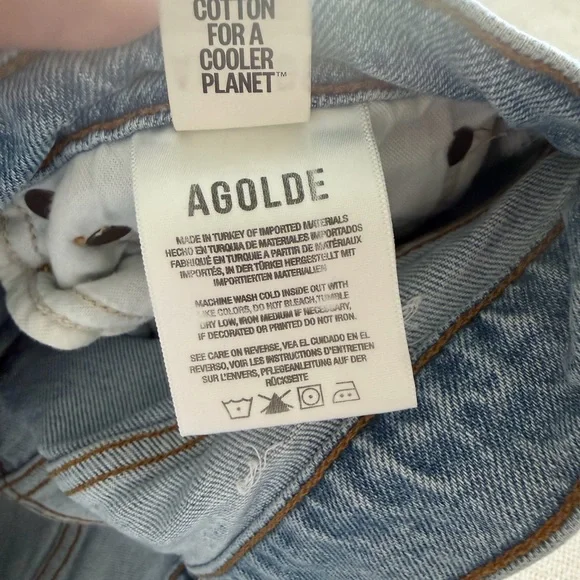 COTTON
FOR A
COOLER
PLANET™
AGOLDE
MADE IN TURKEY OF IMPORTED MATERIALS
HECHO EN TURQUIA DE MATERIALES IMPORTADOS
FABRIQUÉ EN TURQUIE A PARTIR DE MATÉRIAUX
IMPORTÉS, IN DER TÜRKEI HERGESTELLT MIT
IMPORTIERTEN MATERIALIEN
MACHINE WASH COLD INSIDE OUT WITH
LIKE COLORS, DO NOT BLEACH, TUMBLE
DRY LOW, IRON MEDIUM IF NECESSARY,
IF DECORATED OR PRINTED DO NOT IRON.
SEE CARE ON REVERSE, VEA EL CUIDADO EN EL
REVERSO, VOIR LES INSTRUCTIONS D'ENTRETIEN
SUR L'ENVERS, PFLEGEANLEITUNG AUF DER
RÜCKSEITE